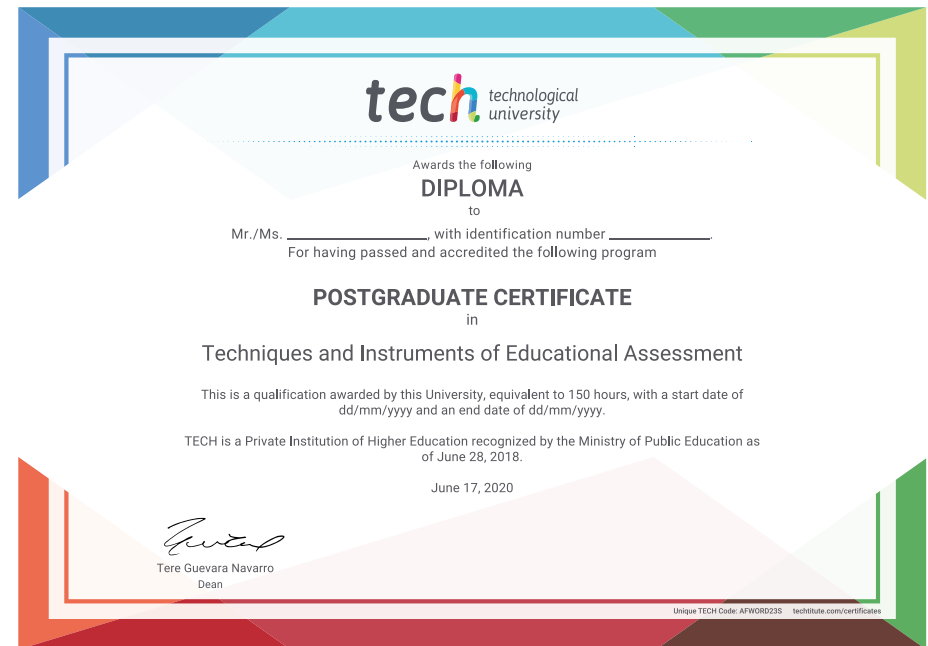 tech technological
university
Awards the following
DIPLOMA
to
Mr./Ms. ____________________, with identification number ______________.
For having passed and accredited the following program
POSTGRADUATE CERTIFICATE
in
Techniques and Instruments of Educational Assessment
This is a qualification awarded by this University, equivalent to 150 hours, with a start date of
dd/mm/yyyy and an end date of dd/mm/yyyy.
TECH is a Private Institution of Higher Education recognized by the Ministry of Public Education as
of June 28, 2018.
June 17, 2020
Tere Guevara Navarro
Dean
Unique TECH Code: AFWORD23S techtitute.com/certificates